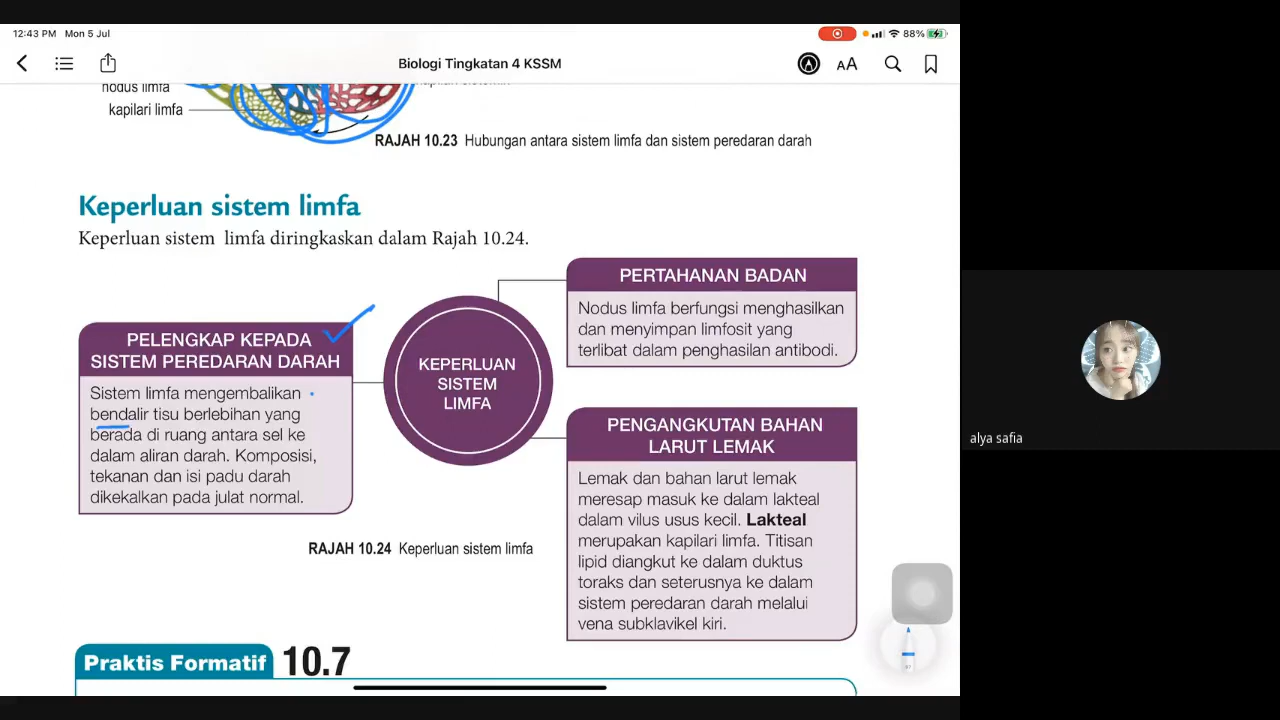 12:43 PM Mon 5 Jul
88%
Biologi Tingkatan 4 KSSM
AA
nodus limfa
kapilari limfa
RAJAH 10.23 Hubungan antara sistem limfa dan sistem peredaran darah
Keperluan sistem limfa
Keperluan sistem limfa diringkaskan dalam Rajah 10.24.
PELENGKAP KEPADA
SISTEM PEREDARAN DARAH
Sistem limfa mengembalikan
bendalir tisu berlebihan yang
berada di ruang antara sel ke
dalam aliran darah. Komposisi,
tekanan dan isi padu darah
dikekalkan pada julat normal.
KEPERLUAN
SISTEM
LIMFA
PERTAHANAN BADAN
Nodus limfa berfungsi menghasilkan
dan menyimpan limfosit yang
terlibat dalam penghasilan antibodi.
PENGANGKUTAN BAHAN
LARUT LEMAK
Lemak dan bahan larut lemak
meresap masuk ke dalam lakteal
dalam vilus usus kecil. Lakteal
merupakan kapilari limfa. Titisan
lipid diangkut ke dalam duktus
toraks dan seterusnya ke dalam
sistem peredaran darah melalui
vena subklavikel kiri.
RAJAH 10.24 Keperluan sistem limfa
Praktis Formatif 10.7
alya safia